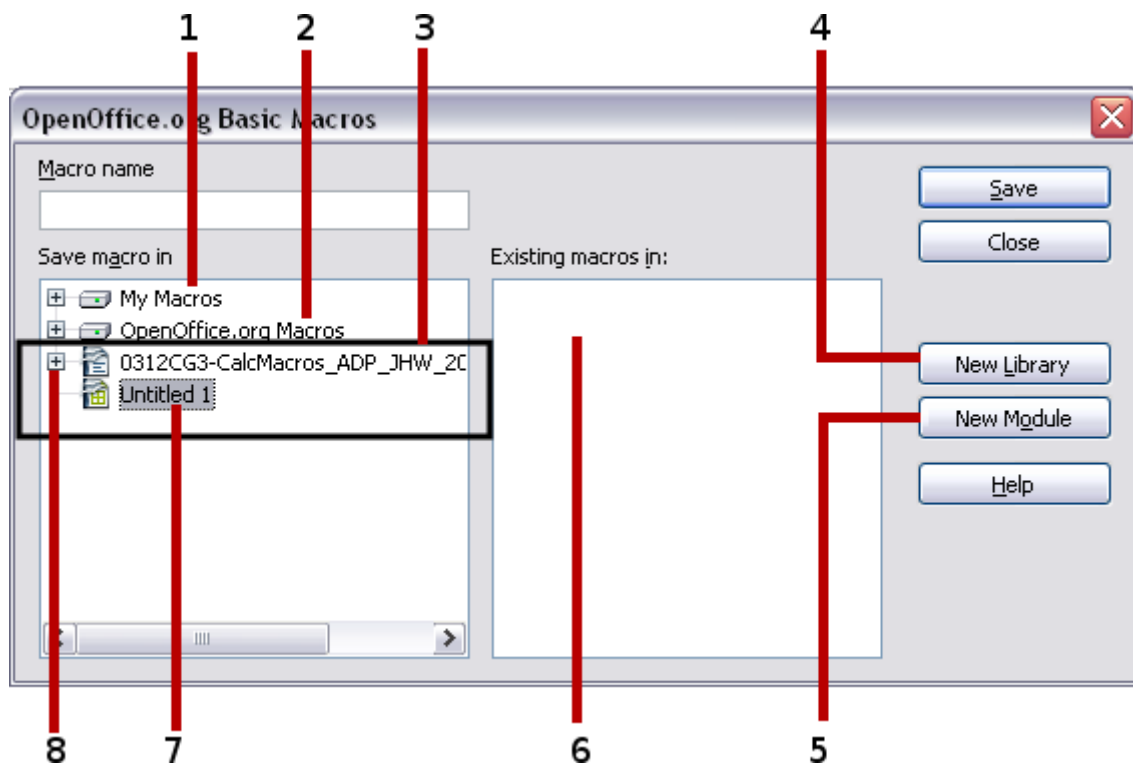 1 2 3 4
OpenOffice.org Basic Macros
Macro name
Save
Close
Save macro in
Existing macros in:
My Macros
OpenOffice.org Macros
0312CG3-CalcMacros_ADP_JHW_20
Untitled 1
New Library
New Module
Help
8 7 6 5